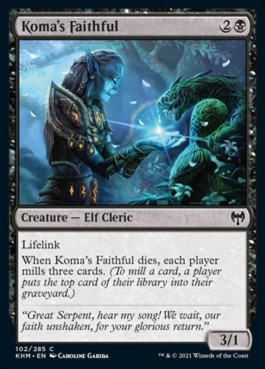 Koma's Faithful 2
Creature — Elf Cleric
Lifelink
When Koma's Faithful dies, each player
mills three cards. (To mill a card, a player
puts the top card of their library into their
graveyard.)
"Great Serpent, hear my song! We wait, our
faith unshaken, for your glorious return."
3/1
102/285 C
KHM • EN CAROLINE GARIBA
™ & © 2021 Wizards of the Coast